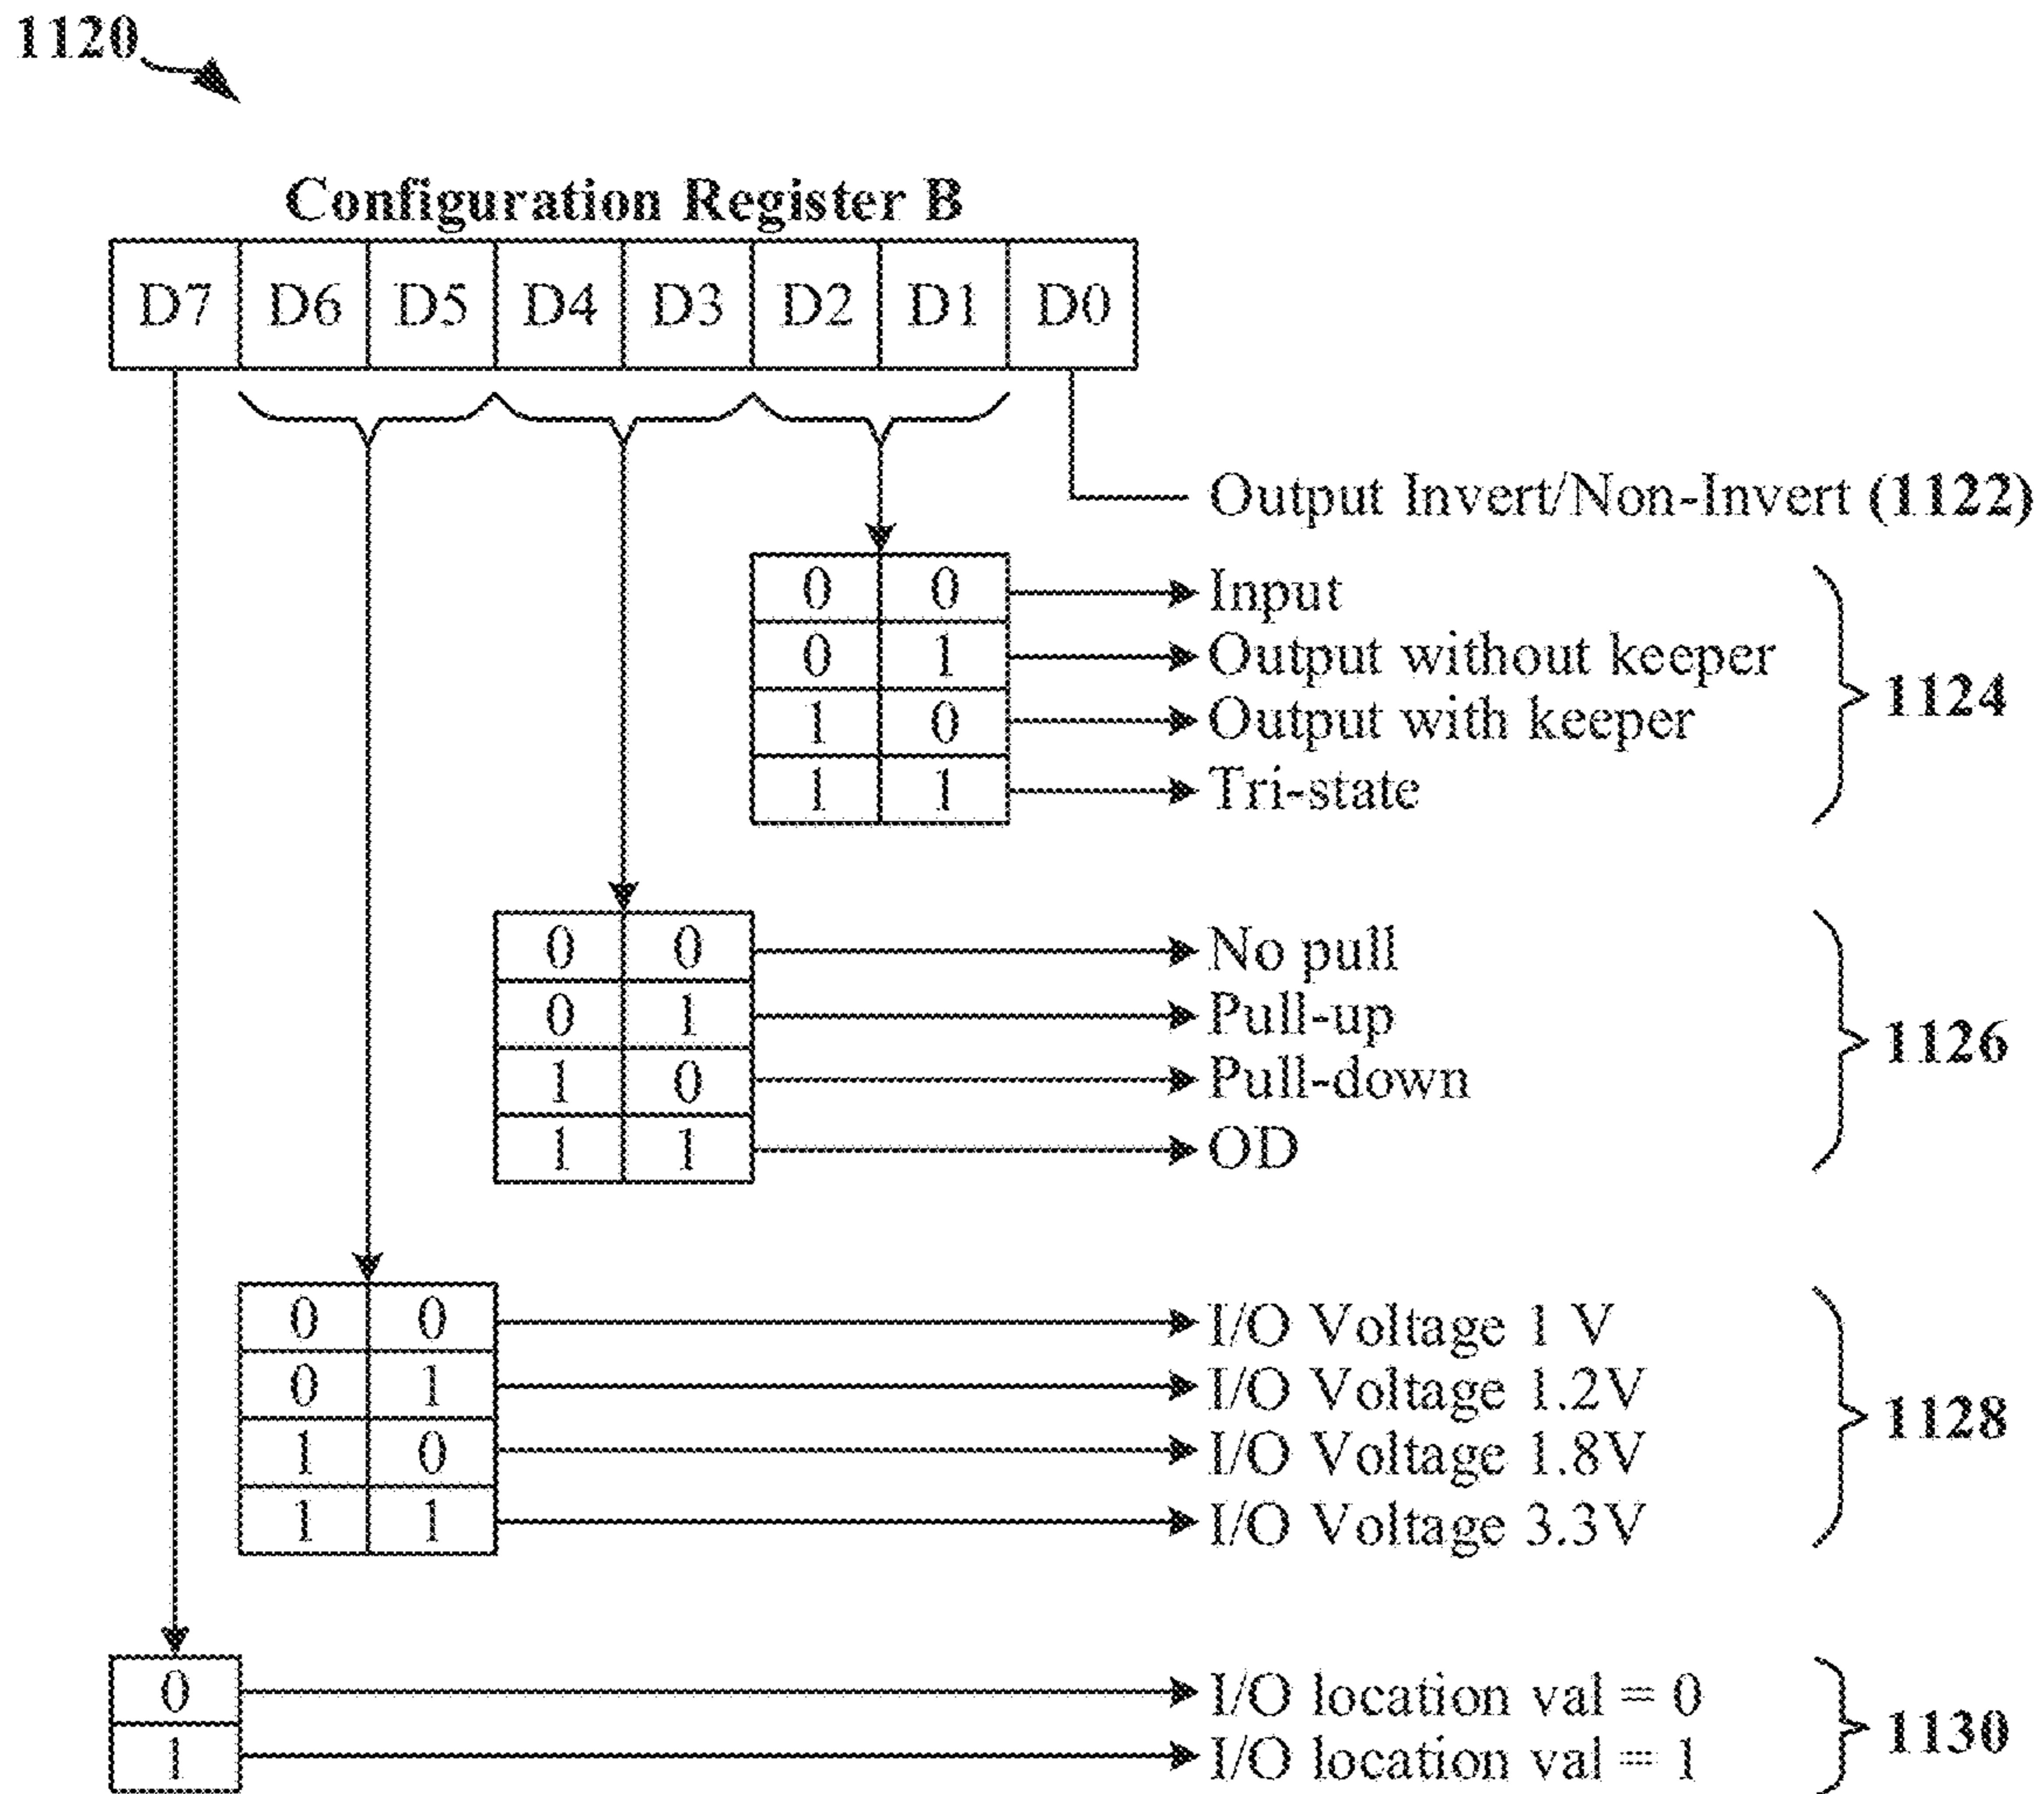 1120
Configuration Register B
D7 D6 D5 D4 D3 D2 D1 D0
Output Invert/Non-Invert (1122)
0 0 Input
0 1 Output without keeper
1 0 Output with keeper
1 1 Tri-state
1124
0 0 No pull
0 1 Pull-up
1 0 Pull-down
1 1 OD
1126
0 0 I/O Voltage 1 V
0 1 I/O Voltage 1.2V
1 0 I/O Voltage 1.8V
1 1 I/O Voltage 3.3V
1128
0 I/O location val = 0
1 I/O location val = 1
1130